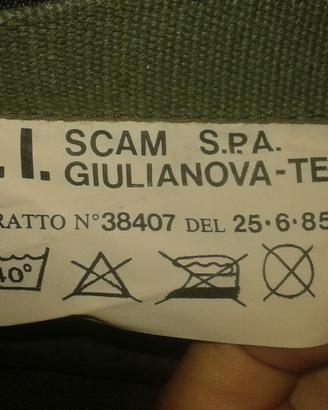 .I. SCAM S.P.A.
GIULIANOVA-TE
RATTO N°38407 DEL 25·6·85
40°